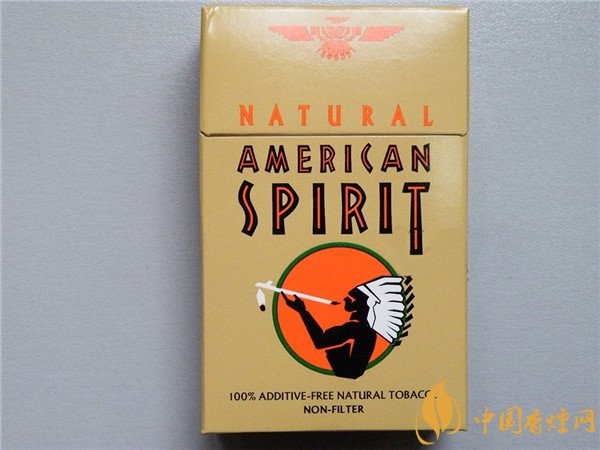 NATURAL
AMERICAN
SPIRIT
100% ADDITIVE-FREE NATURAL TOBACCO
NON-FILTER
中国香烟网